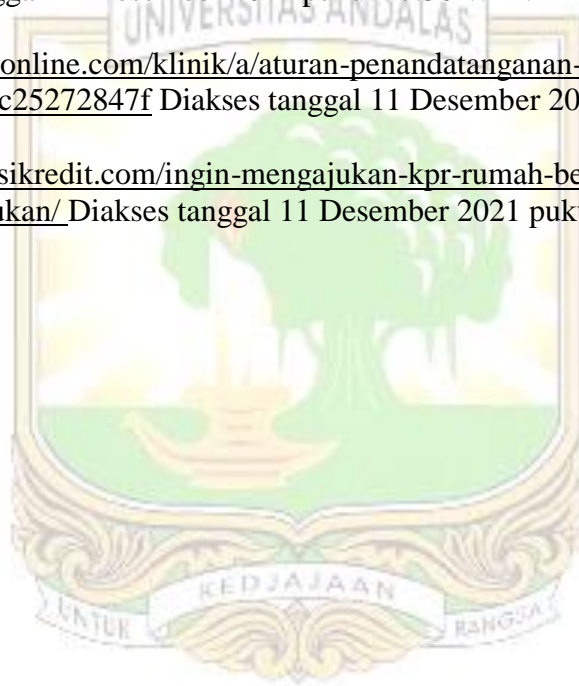 UNIVERSITAS ANDALAS
online.com/klinik/a/aturan-penandatanganan-
c25272847f Diakses tanggal 11 Desember 20
sikredit.com/ingin-mengajukan-kpr-rumah-be
ukan/ Diakses tanggal 11 Desember 2021 puk
KEDJAJAAN
UNTUK
BANGSA